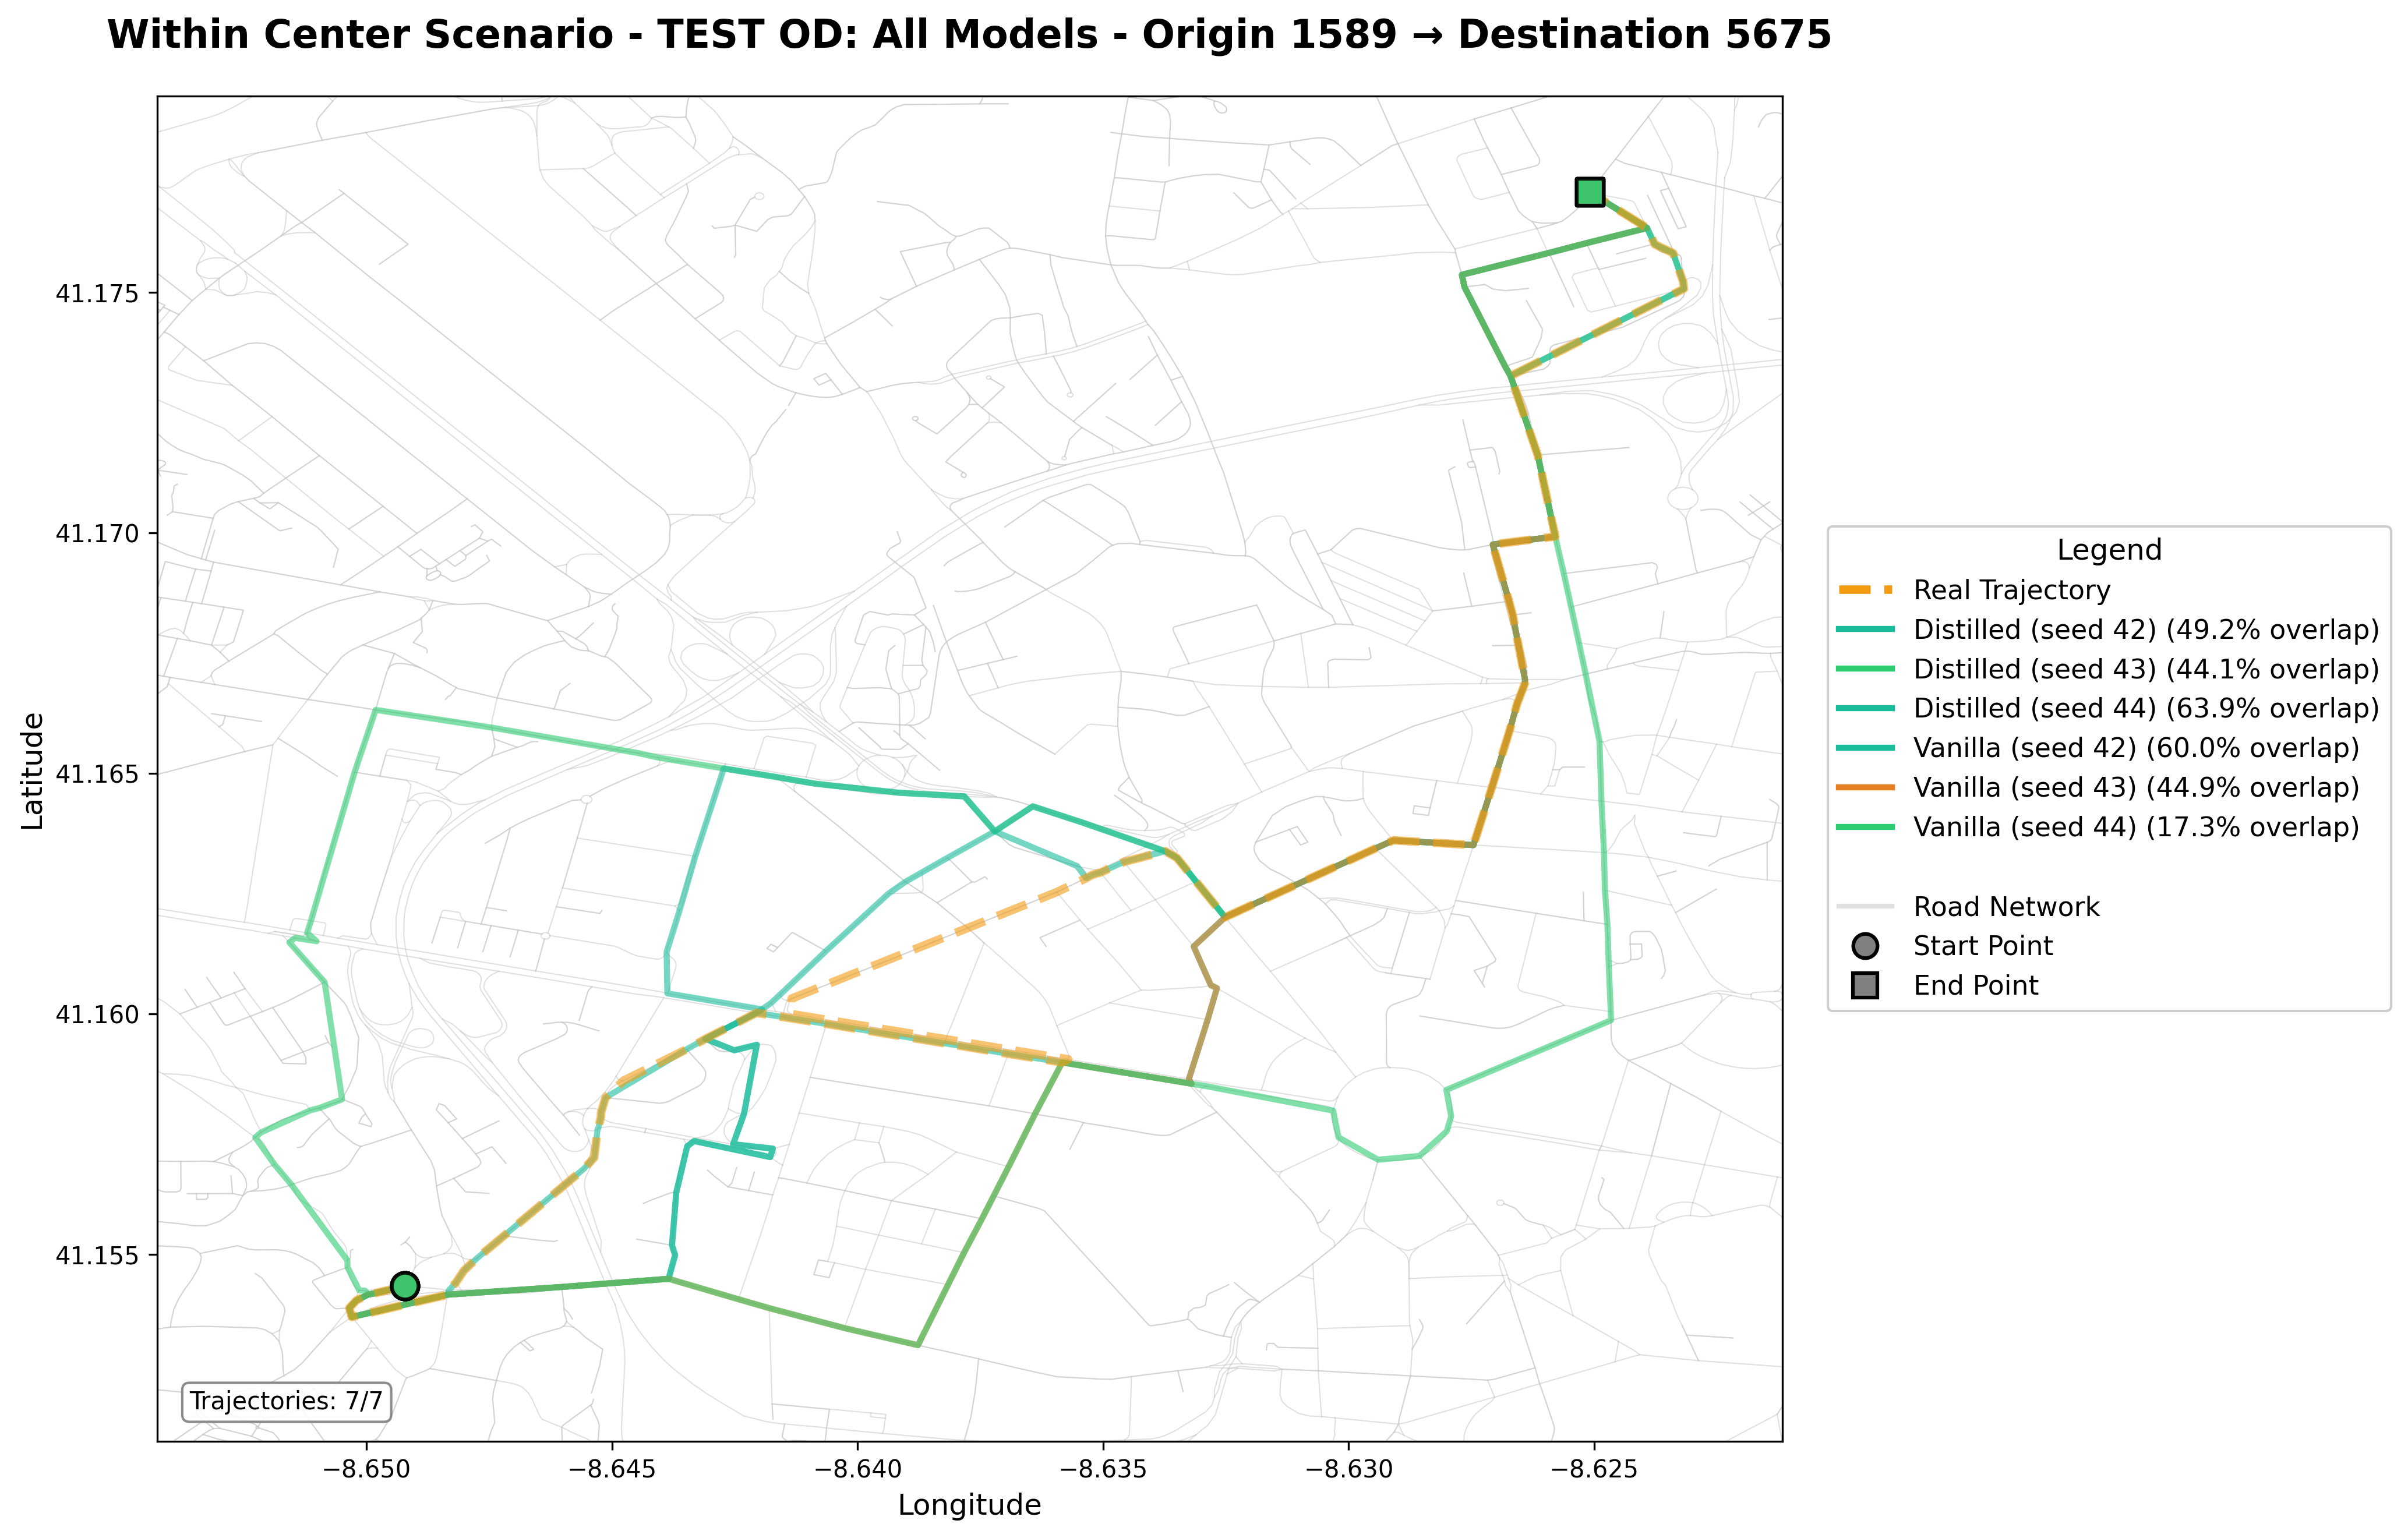 Within Center Scenario - TEST OD: All Models - Origin 1589 → Destination 5675
Latitude
41.175
41.170
41.165
41.160
41.155
Trajectories: 7/7
−8.650
−8.645
−8.640
−8.635
−8.630
−8.625
Longitude
Legend
Real Trajectory
Distilled (seed 42) (49.2% overlap)
Distilled (seed 43) (44.1% overlap)
Distilled (seed 44) (63.9% overlap)
Vanilla (seed 42) (60.0% overlap)
Vanilla (seed 43) (44.9% overlap)
Vanilla (seed 44) (17.3% overlap)
Road Network
Start Point
End Point